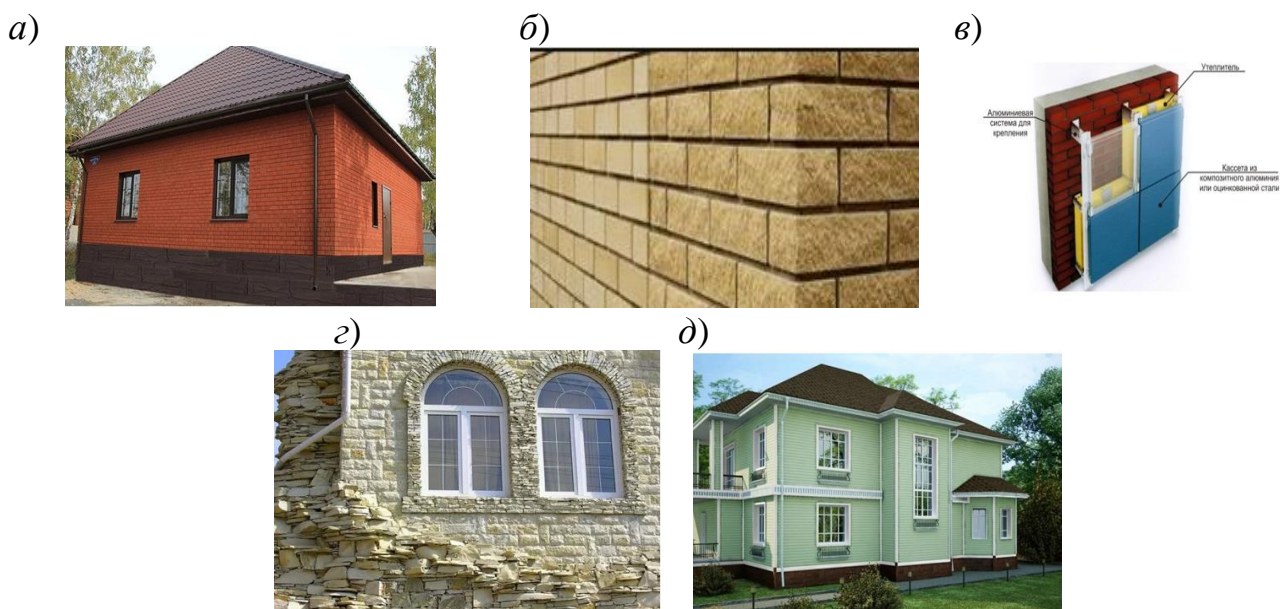 а)
б)
в)
Утеплитель
Алюминиевая
система для
крепления
Кассета из
композитного алюминия
или оцинкованной стали
г)
д)